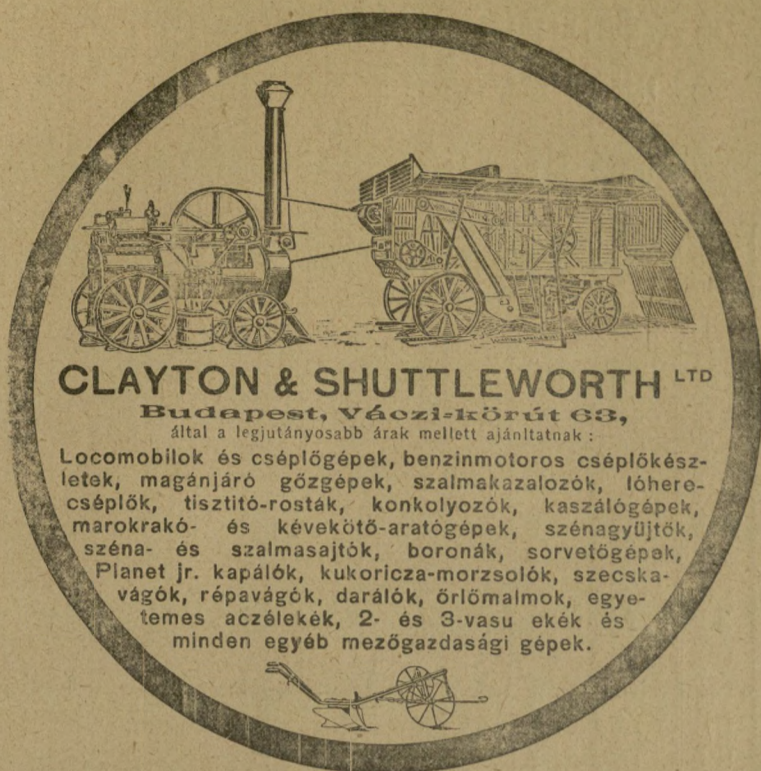 CLAYTON & SHUTTLEWORTH LTD
Budapest, Váczi-körút 63,
által a legjutányosabb árak mellett ajánltatnak :
Locomobilok és cséplőgépek, benzinmotoros cséplőkész-
letek, magánjáró gőzgépek, szalmakazalozók, lóhere-
cséplők, tisztitó-rosták, konkolyozók, kaszálógépek,
marokrakó- és kévekötő-aratógépek, szénagyüjtők,
széna- és szalmasajtók, boronák, sorvetőgépek,
Planet jr. kapálók, kukoricza-morzsolók, szecska-
vágók, répavágók, darálók, őrlőmalmok, egye-
temes aczélekék, 2- és 3-vasu ekék és
minden egyéb mezőgazdasági gépek.